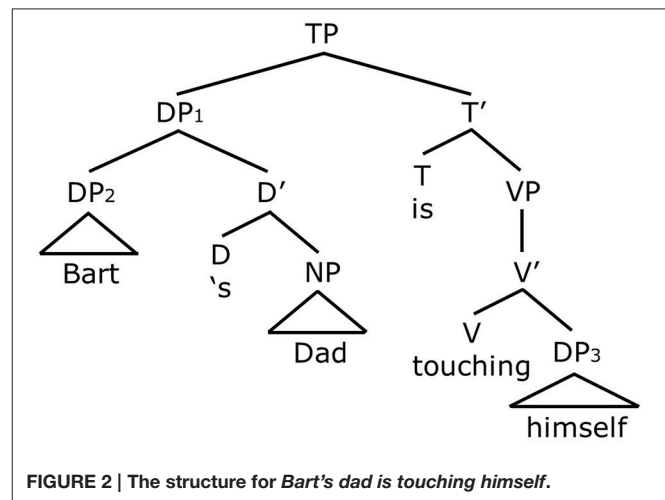 TP
DP1 T′
DP2 D′ T VP
is
Bart D NP V′
‘s
Dad V DP3
touching
himself
FIGURE 2 | The structure for Bart’s dad is touching himself.